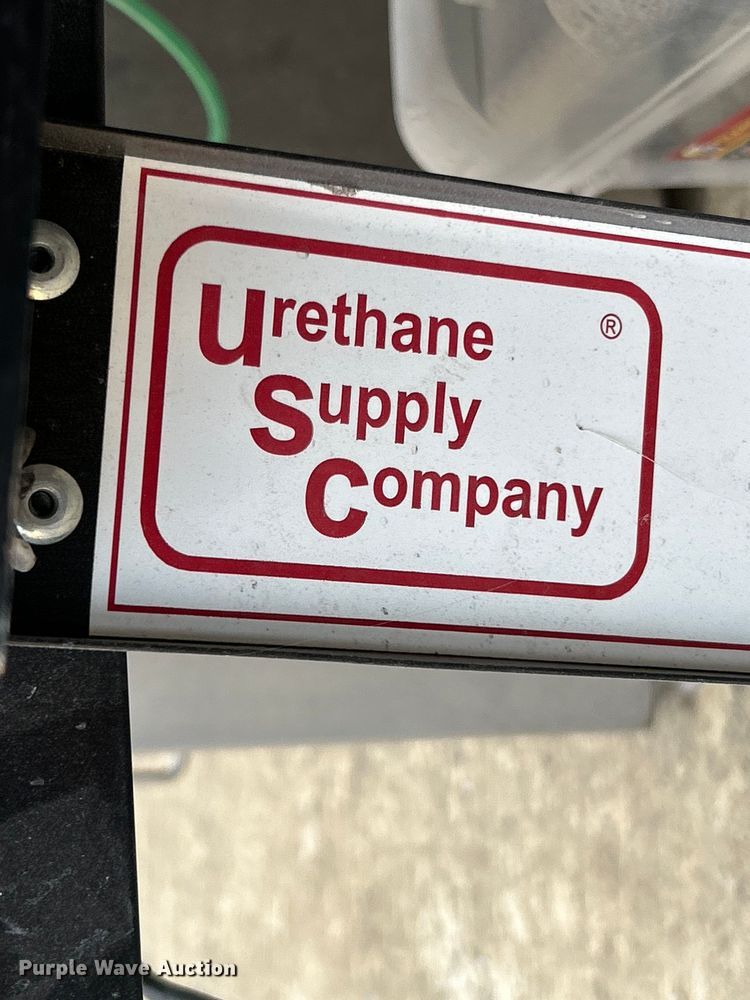 urethane
®
supply
company
Purple Wave Auction